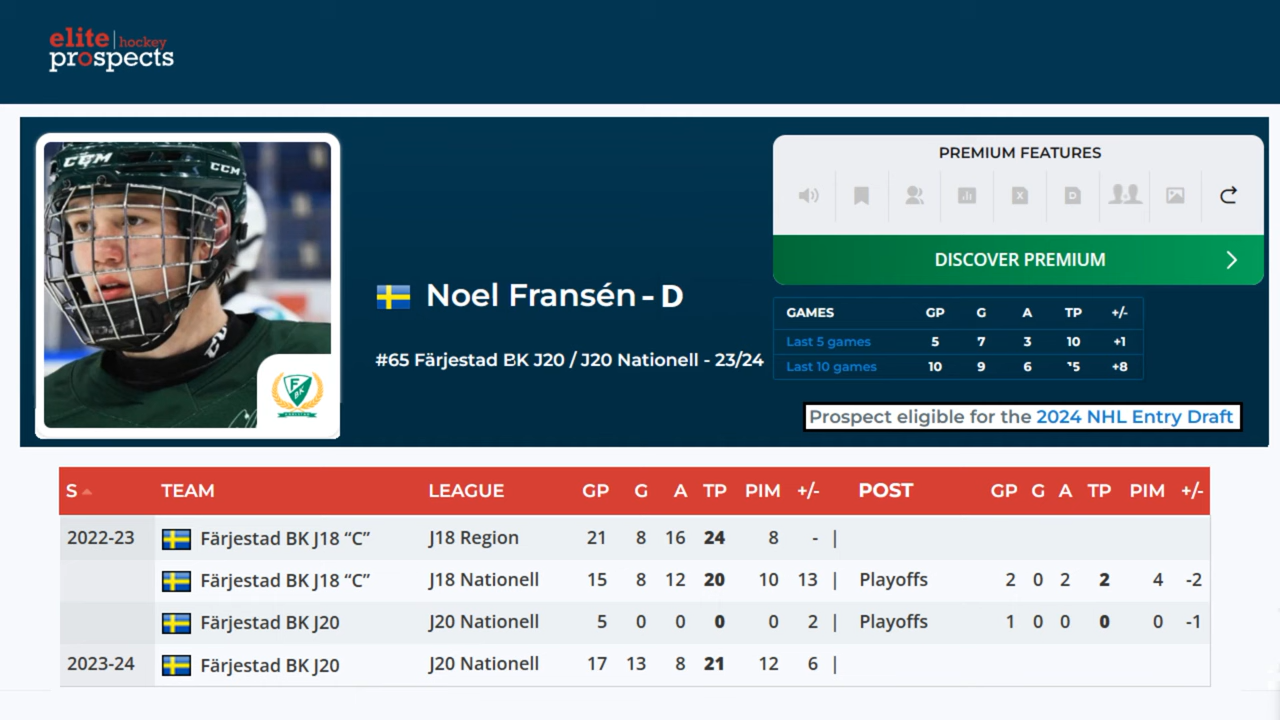 elite | hockey
prospects
CCM CCM
CCM
F
BK
Noel Fransén - D
#65 Färjestad BK J20 / J20 Nationell - 23/24
PREMIUM FEATURES
DISCOVER PREMIUM
GAMES GP G A TP +/-
Last 5 games 5 7 3 10 +1
Last 10 games 10 9 6 15 +8
Prospect eligible for the 2024 NHL Entry Draft
S TEAM LEAGUE GP G A TP PIM +/- POST GP G A TP PIM +/-
2022-23 Färjestad BK J18 “C” J18 Region 21 8 16 24 8 - |
Färjestad BK J18 “C” J18 Nationell 15 8 12 20 10 13 | Playoffs 2 0 2 2 4 -2
Färjestad BK J20 J20 Nationell 5 0 0 0 0 2 | Playoffs 1 0 0 0 0 -1
2023-24 Färjestad BK J20 J20 Nationell 17 13 8 21 12 6 |